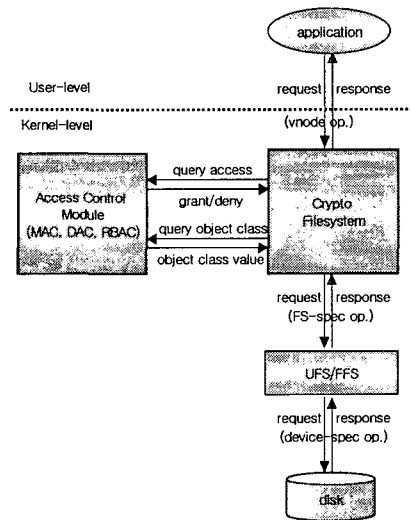 application
User-level
request response
Kernel-level
(vnode op.)
query access
grant/deny
Access Control
Module
(MAC, DAC, RBAC)
query object class
object class value
Crypto
Filesystem
request response
(FS-spec op.)
UFS/FFS
request response
(device-spec op.)
disk